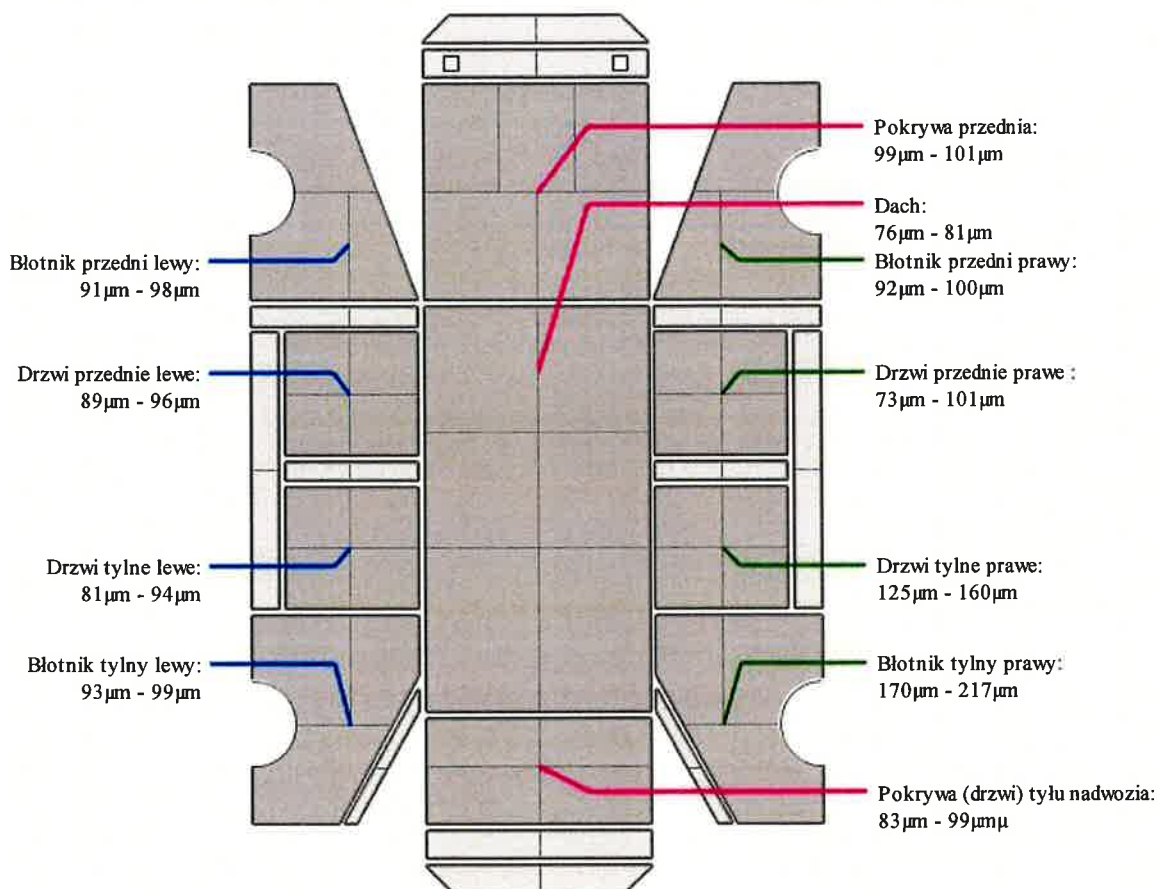 Pokrywa przednia:
99µm - 101µm
Dach:
76µm - 81µm
Błotnik przedni lewy:
91µm - 98µm
Błotnik przedni prawy:
92µm - 100µm
Drzwi przednie lewe:
89µm - 96µm
Drzwi przednie prawe :
73µm - 101µm
Drzwi tylne lewe:
81µm - 94µm
Drzwi tylne prawe:
125µm - 160µm
Błotnik tylny lewy:
93µm - 99µm
Błotnik tylny prawy:
170µm - 217µm
Pokrywa (drzwi) tyłu nadwozia:
83µm - 99µmµ